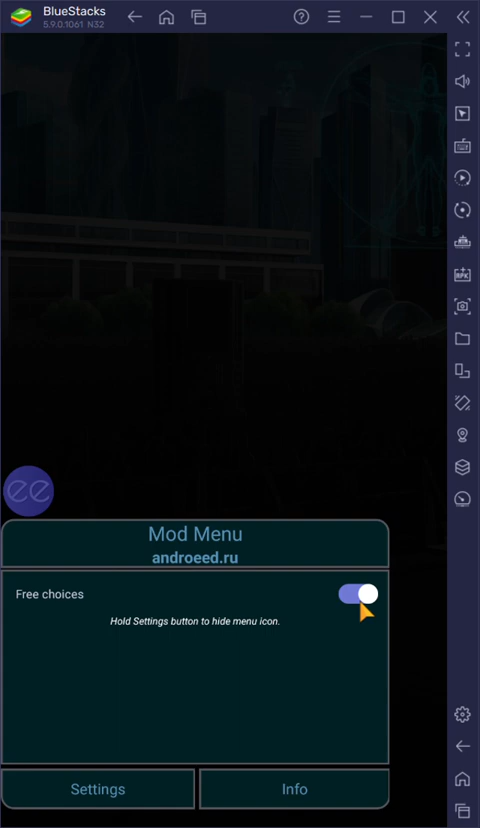 BlueStacks
5.9.0.1061 N32
ee
Mod Menu
androeed.ru
Free choices
Hold Settings button to hide menu icon.
Settings
Info